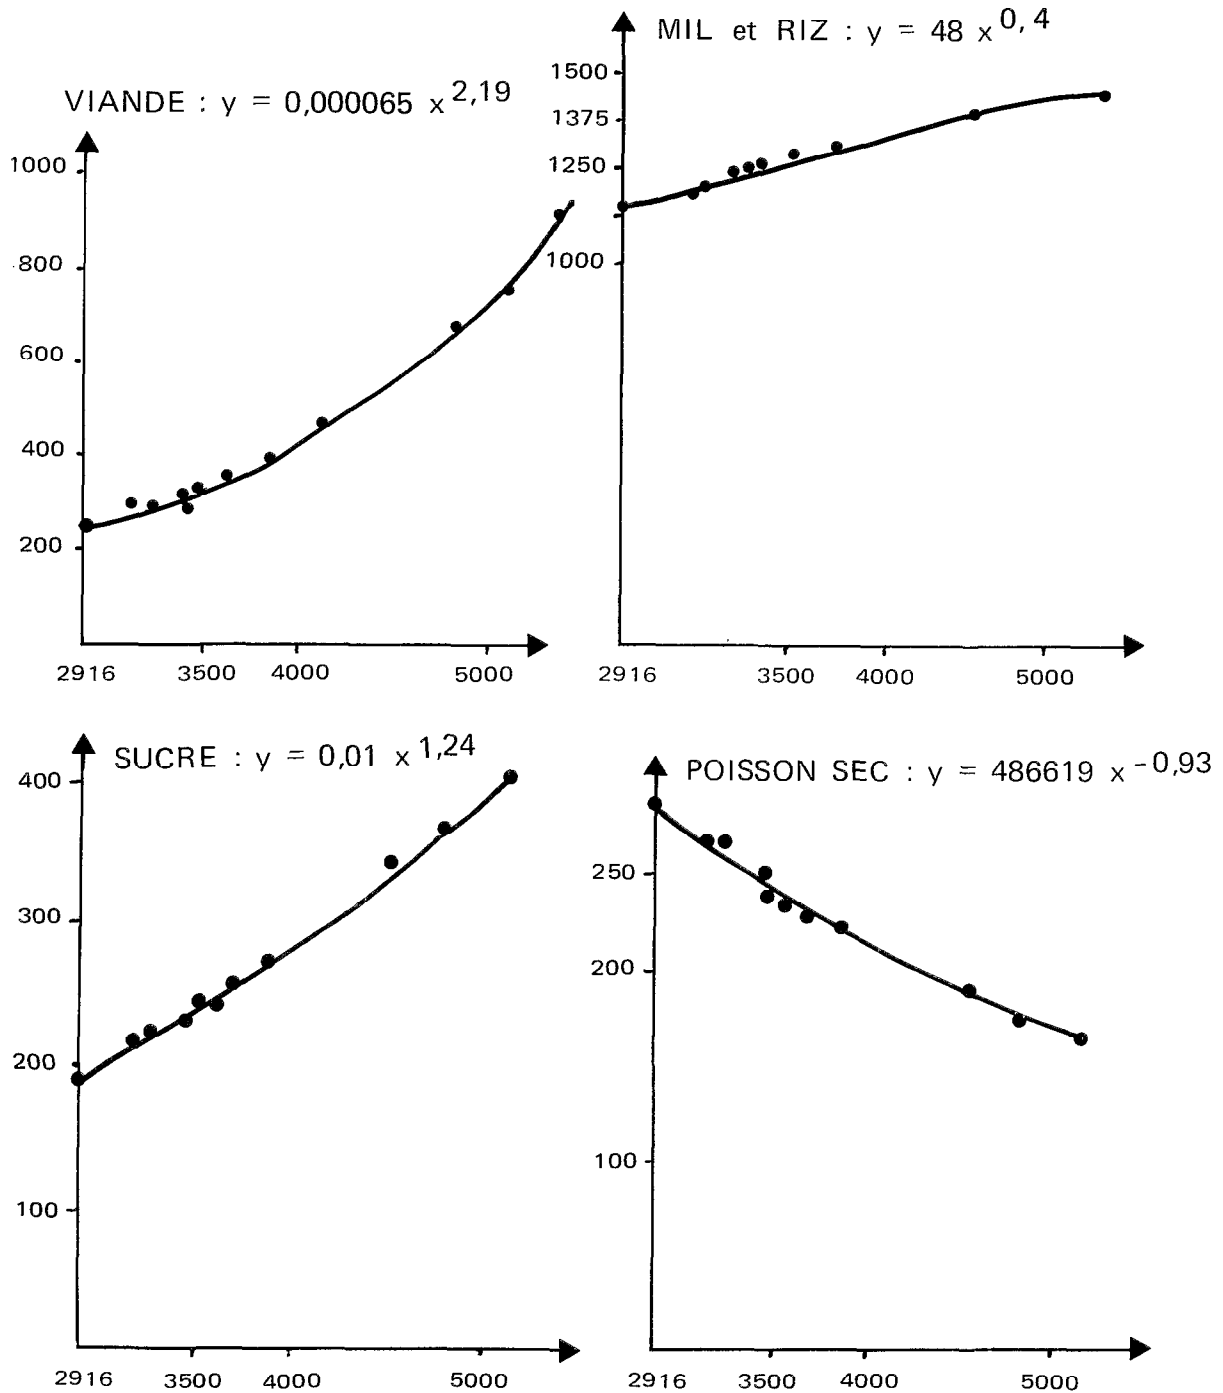 VIANDE : y = 0,000065 x^2,19
1000
800
600
400
200
2916 3500 4000 5000
MIL et RIZ : y = 48 x^0,4
1500
1375
1250
1000
2916 3500 4000 5000
SUCRE : y = 0,01 x^1,24
400
300
200
100
2916 3500 4000 5000
POISSON SEC : y = 486619 x^-0,93
250
200
100
2916 3500 4000 5000